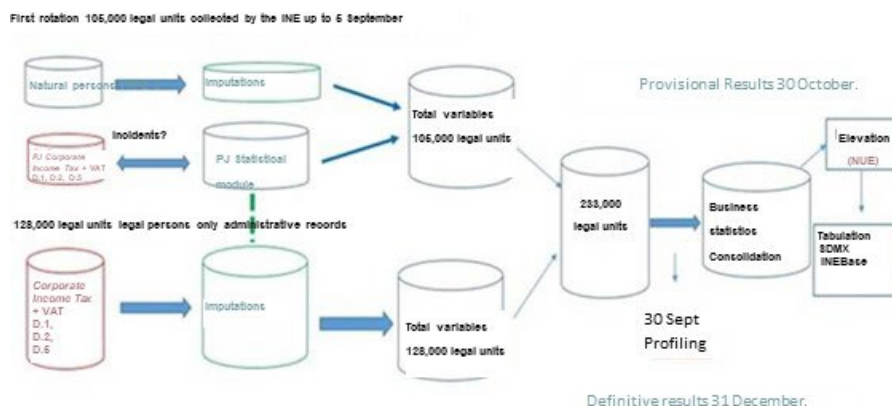 First rotation 105,000 legal units collected by the INE up to 5 September
Natural persons
Imputations
Provisional Results 30 October.
Total variables
105,000 legal units
Incidents?
PJ Corporate
Income Tax + VAT
D.1, D.2, D.5
PJ Statistical
module
Elevation
(NUE)
233,000
legal units
Business
statistics
Consolidation
128,000 legal units legal persons only administrative records
Tabulation
SDMX
INEBase
Corporate
Income Tax
+ VAT
D.1,
D.2,
D.5
Imputations
Total variables
128,000 legal units
30 Sept
Profiling
Definitive results 31 December.